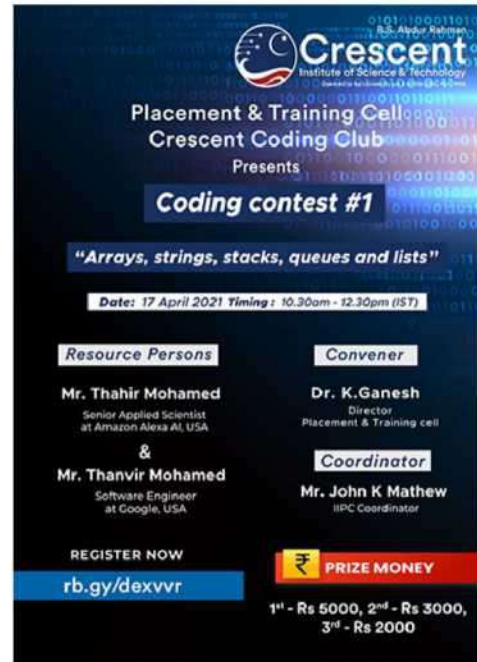 B.S. Abdur Rahman
Crescent
Institute of Science & Technology
Placement & Training Cell
Crescent Coding Club
Presents
Coding contest #1
“Arrays, strings, stacks, queues and lists”
Date: 17 April 2021 Timing : 10.30am - 12.30pm (IST)
Resource Persons
Mr. Thahir Mohamed
Senior Applied Scientist
at Amazon Alexa AI, USA
&
Mr. Thanvir Mohamed
Software Engineer
at Google, USA
Convener
Dr. K.Ganesh
Director
Placement & Training cell
Coordinator
Mr. John K Mathew
IIPC Coordinator
REGISTER NOW
rb.gy/dexvvr
₹ PRIZE MONEY
1st - Rs 5000, 2nd - Rs 3000,
3rd - Rs 2000